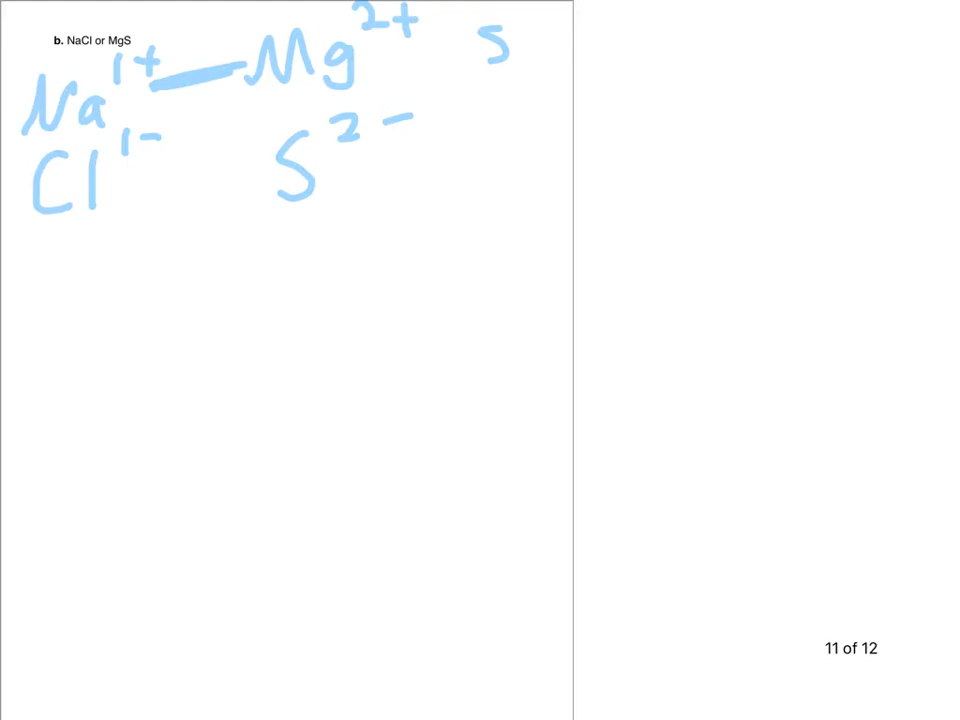 b. NaCl or MgS
Na¹⁺ — Mg²⁺ S
Cl¹⁻ S²⁻
11 of 12